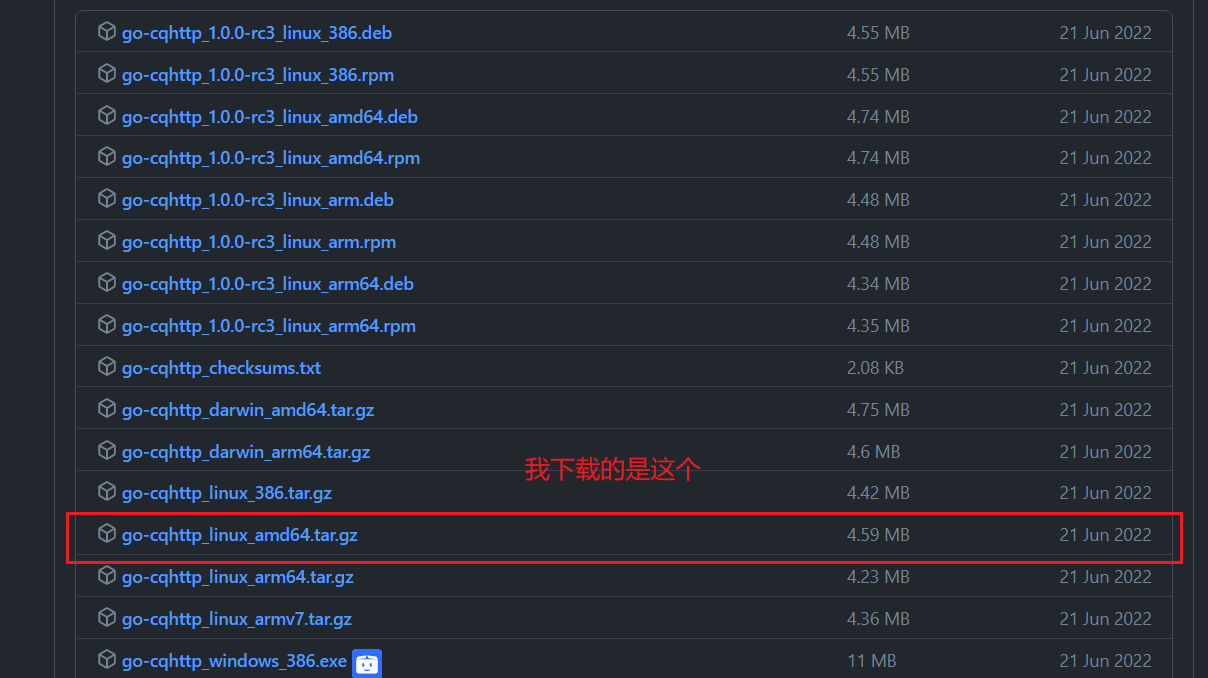 go-cqhttp_1.0.0-rc3_linux_386.deb 4.55 MB 21 Jun 2022
go-cqhttp_1.0.0-rc3_linux_386.rpm 4.55 MB 21 Jun 2022
go-cqhttp_1.0.0-rc3_linux_amd64.deb 4.74 MB 21 Jun 2022
go-cqhttp_1.0.0-rc3_linux_amd64.rpm 4.74 MB 21 Jun 2022
go-cqhttp_1.0.0-rc3_linux_arm.deb 4.48 MB 21 Jun 2022
go-cqhttp_1.0.0-rc3_linux_arm.rpm 4.48 MB 21 Jun 2022
go-cqhttp_1.0.0-rc3_linux_arm64.deb 4.34 MB 21 Jun 2022
go-cqhttp_1.0.0-rc3_linux_arm64.rpm 4.35 MB 21 Jun 2022
go-cqhttp_checksums.txt 2.08 KB 21 Jun 2022
go-cqhttp_darwin_amd64.tar.gz 4.75 MB 21 Jun 2022
go-cqhttp_darwin_arm64.tar.gz 4.6 MB 21 Jun 2022
我下载的是这个
go-cqhttp_linux_386.tar.gz 4.42 MB 21 Jun 2022
go-cqhttp_linux_amd64.tar.gz 4.59 MB 21 Jun 2022
go-cqhttp_linux_arm64.tar.gz 4.23 MB 21 Jun 2022
go-cqhttp_linux_armv7.tar.gz 4.36 MB 21 Jun 2022
go-cqhttp_windows_386.exe 11 MB 21 Jun 2022